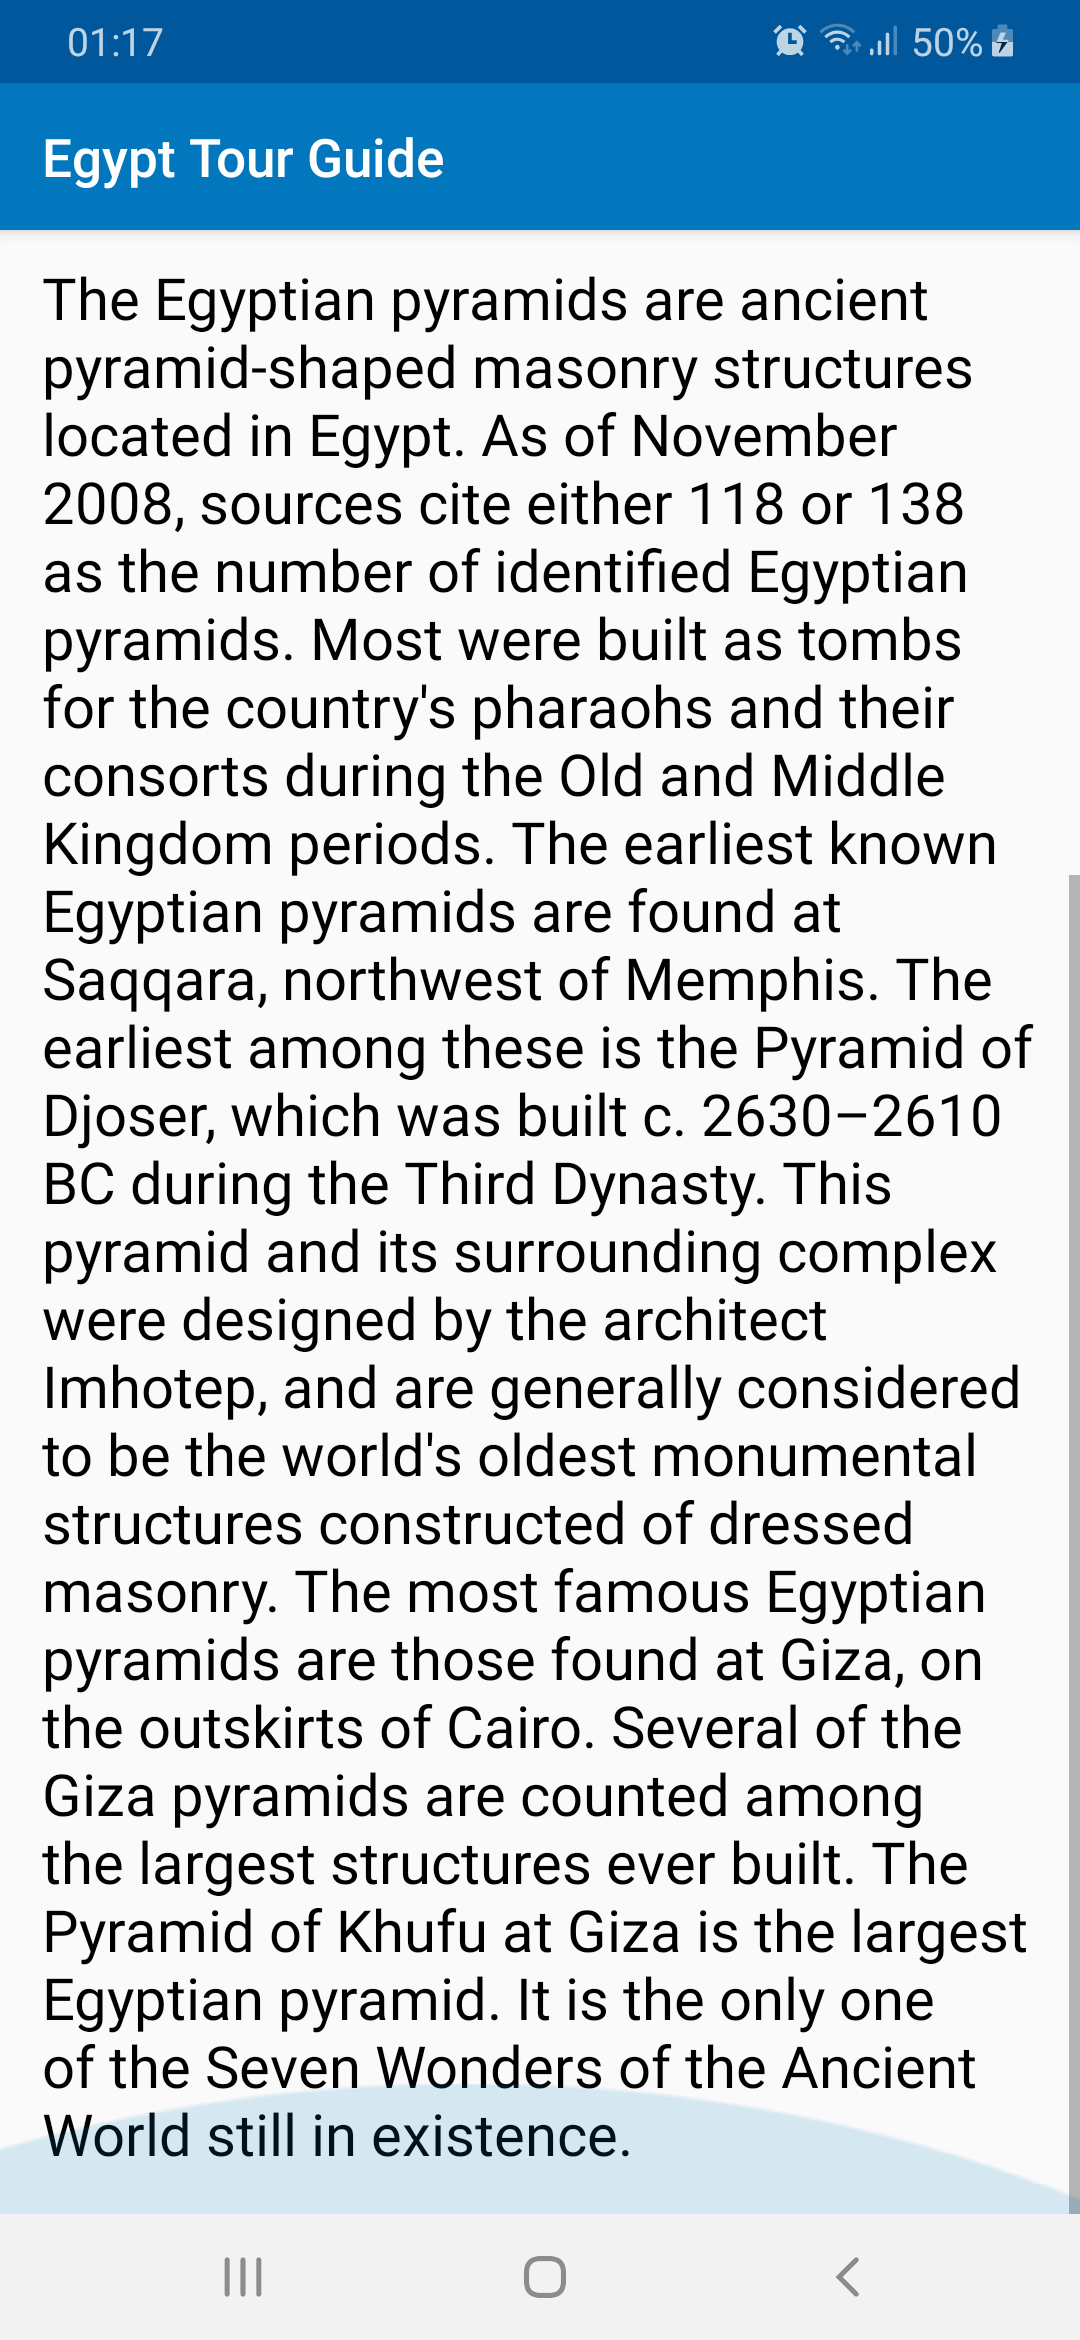 01:17
50%
Egypt Tour Guide
The Egyptian pyramids are ancient
pyramid-shaped masonry structures
located in Egypt. As of November
2008, sources cite either 118 or 138
as the number of identified Egyptian
pyramids. Most were built as tombs
for the country's pharaohs and their
consorts during the Old and Middle
Kingdom periods. The earliest known
Egyptian pyramids are found at
Saqqara, northwest of Memphis. The
earliest among these is the Pyramid of
Djoser, which was built c. 2630–2610
BC during the Third Dynasty. This
pyramid and its surrounding complex
were designed by the architect
Imhotep, and are generally considered
to be the world's oldest monumental
structures constructed of dressed
masonry. The most famous Egyptian
pyramids are those found at Giza, on
the outskirts of Cairo. Several of the
Giza pyramids are counted among
the largest structures ever built. The
Pyramid of Khufu at Giza is the largest
Egyptian pyramid. It is the only one
of the Seven Wonders of the Ancient
World still in existence.